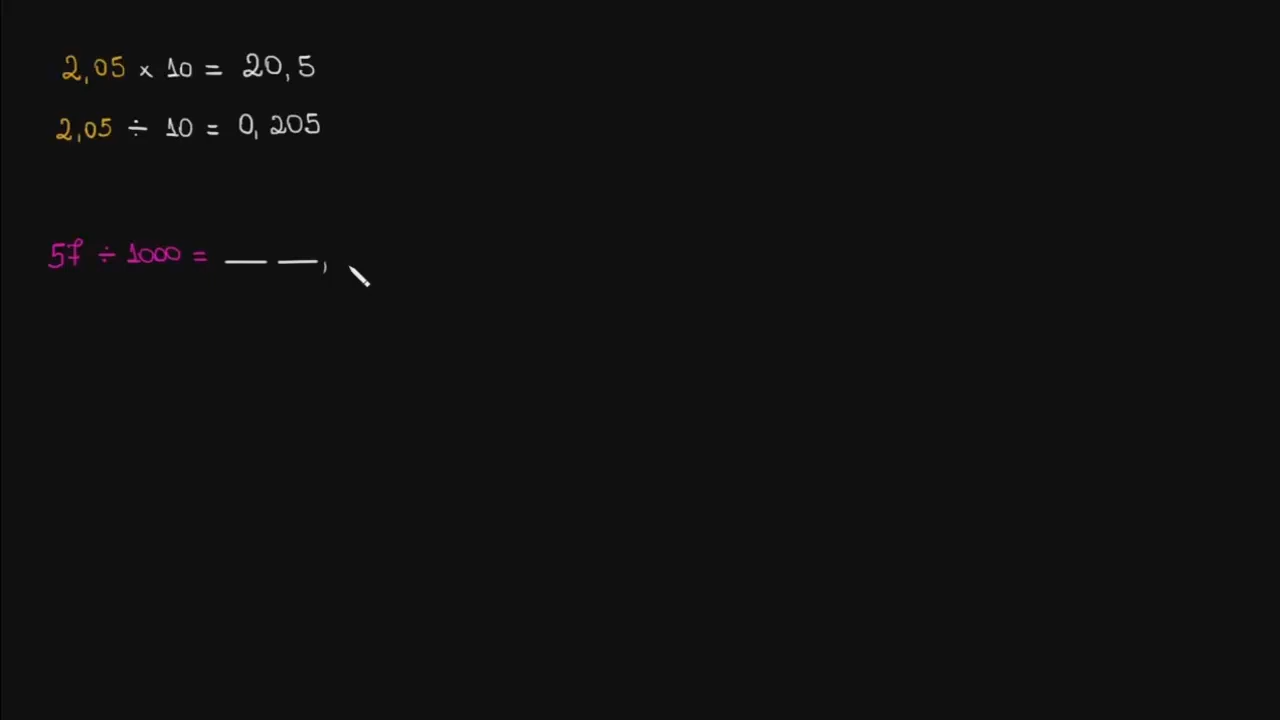 2,05 × 10 = 20,5
2,05 ÷ 10 = 0,205
57 ÷ 1000 = __ __,